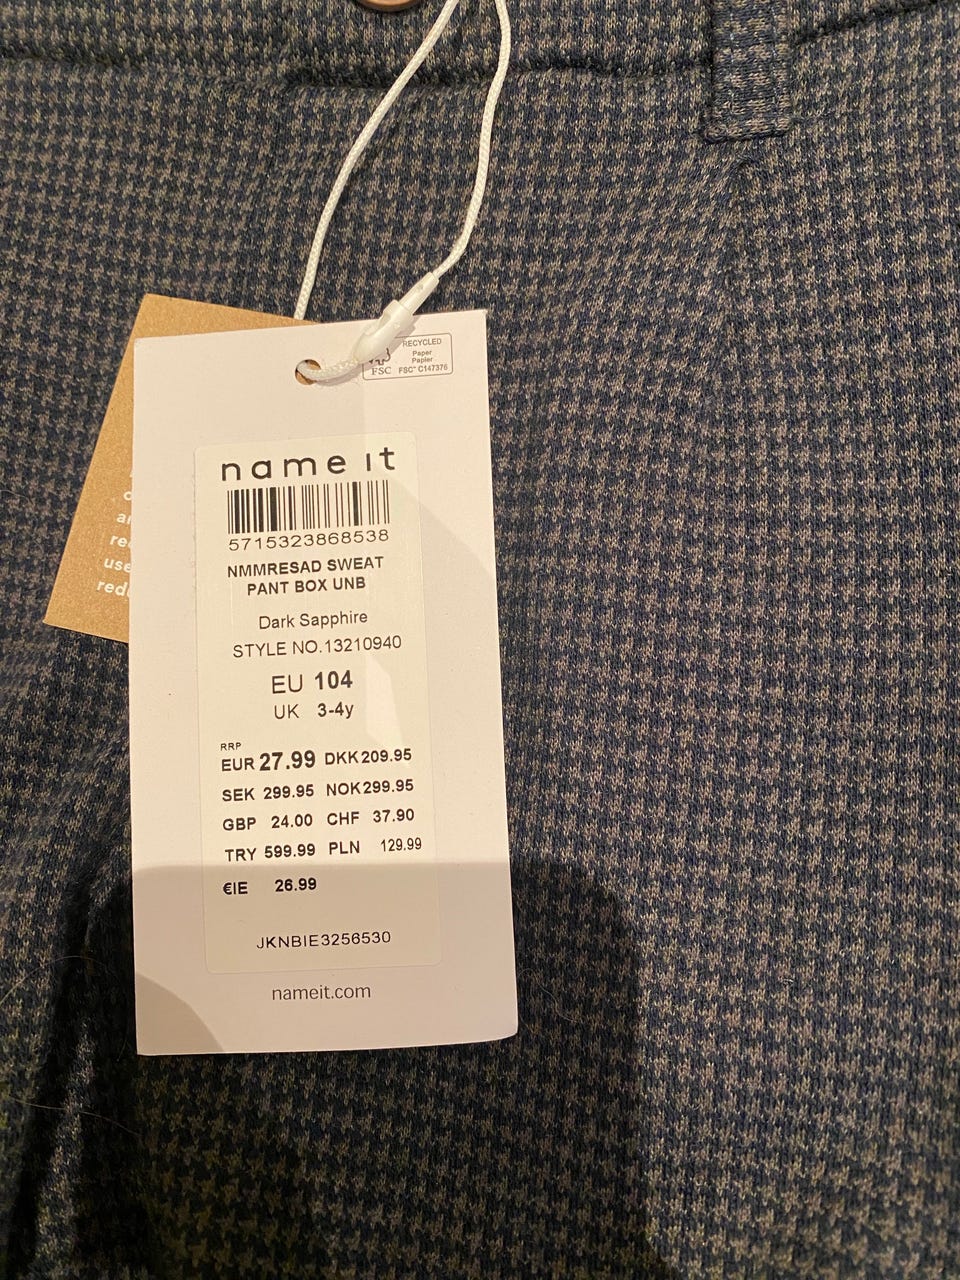 RECYCLED
Paper
Papier
FSC
FSC® C147376
name it
5715323868538
NMMRESAD SWEAT
PANT BOX UNB
Dark Sapphire
STYLE NO.13210940
EU 104
UK 3-4y
RRP
EUR 27.99 DKK 209.95
SEK 299.95 NOK 299.95
GBP 24.00 CHF 37.90
TRY 599.99 PLN 129.99
€IE 26.99
JKNBIE3256530
nameit.com
use